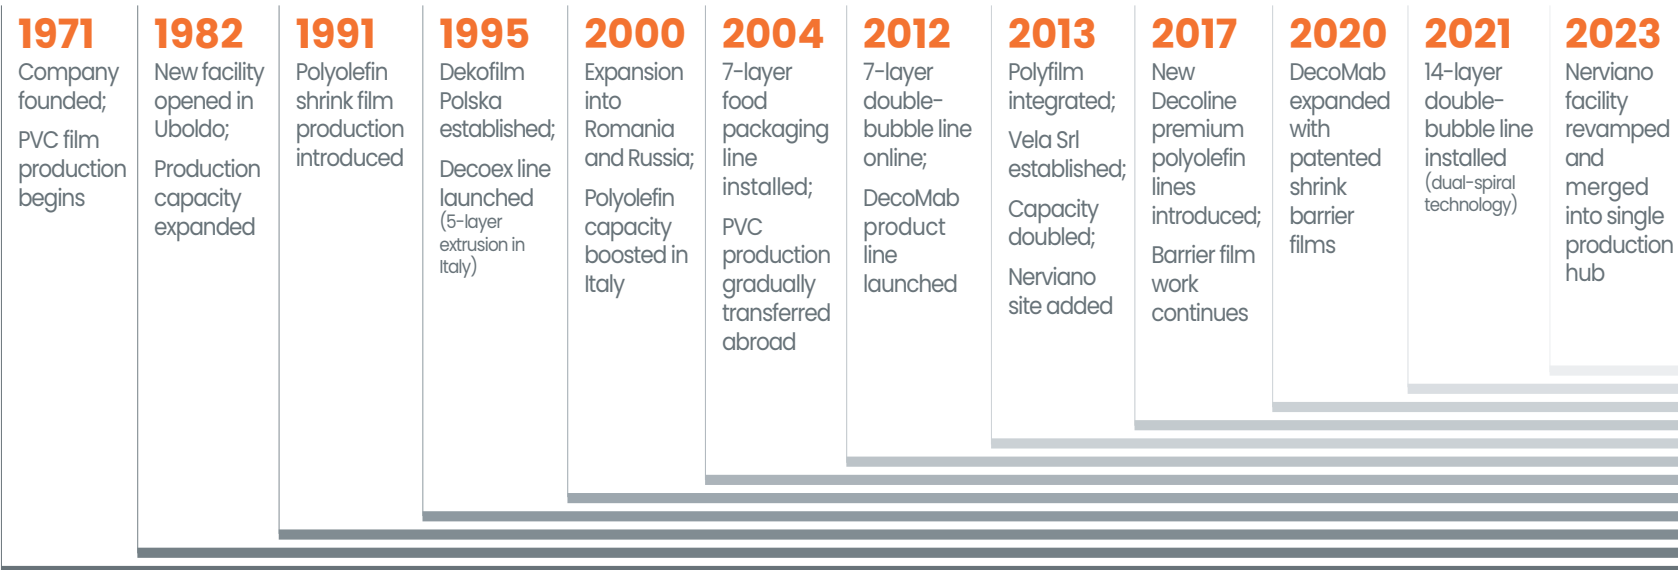 1971
Company
founded;
PVC film
production
begins
1982
New facility
opened in
Uboldo;
Production
capacity
expanded
1991
Polyolefin
shrink film
production
introduced
1995
Dekofilm
Polska
established;
Decoex line
launched
(5-layer
extrusion in
Italy)
2000
Expansion
into
Romania
and Russia;
Polyolefin
capacity
boosted in
Italy
2004
7-layer
food
packaging
line
installed;
PVC
production
gradually
transferred
abroad
2012
7-layer
double-
bubble line
online;
DecoMab
product
line
launched
2013
Polyfilm
integrated;
Vela Srl
established;
Capacity
doubled;
Nerviano
site added
2017
New
Decoline
premium
polyolefin
lines
introduced;
Barrier film
work
continues
2020
DecoMab
expanded
with
patented
shrink
barrier
films
2021
14-layer
double-
bubble line
installed
(dual-spiral
technology)
2023
Nerviano
facility
revamped
and
merged
into single
production
hub